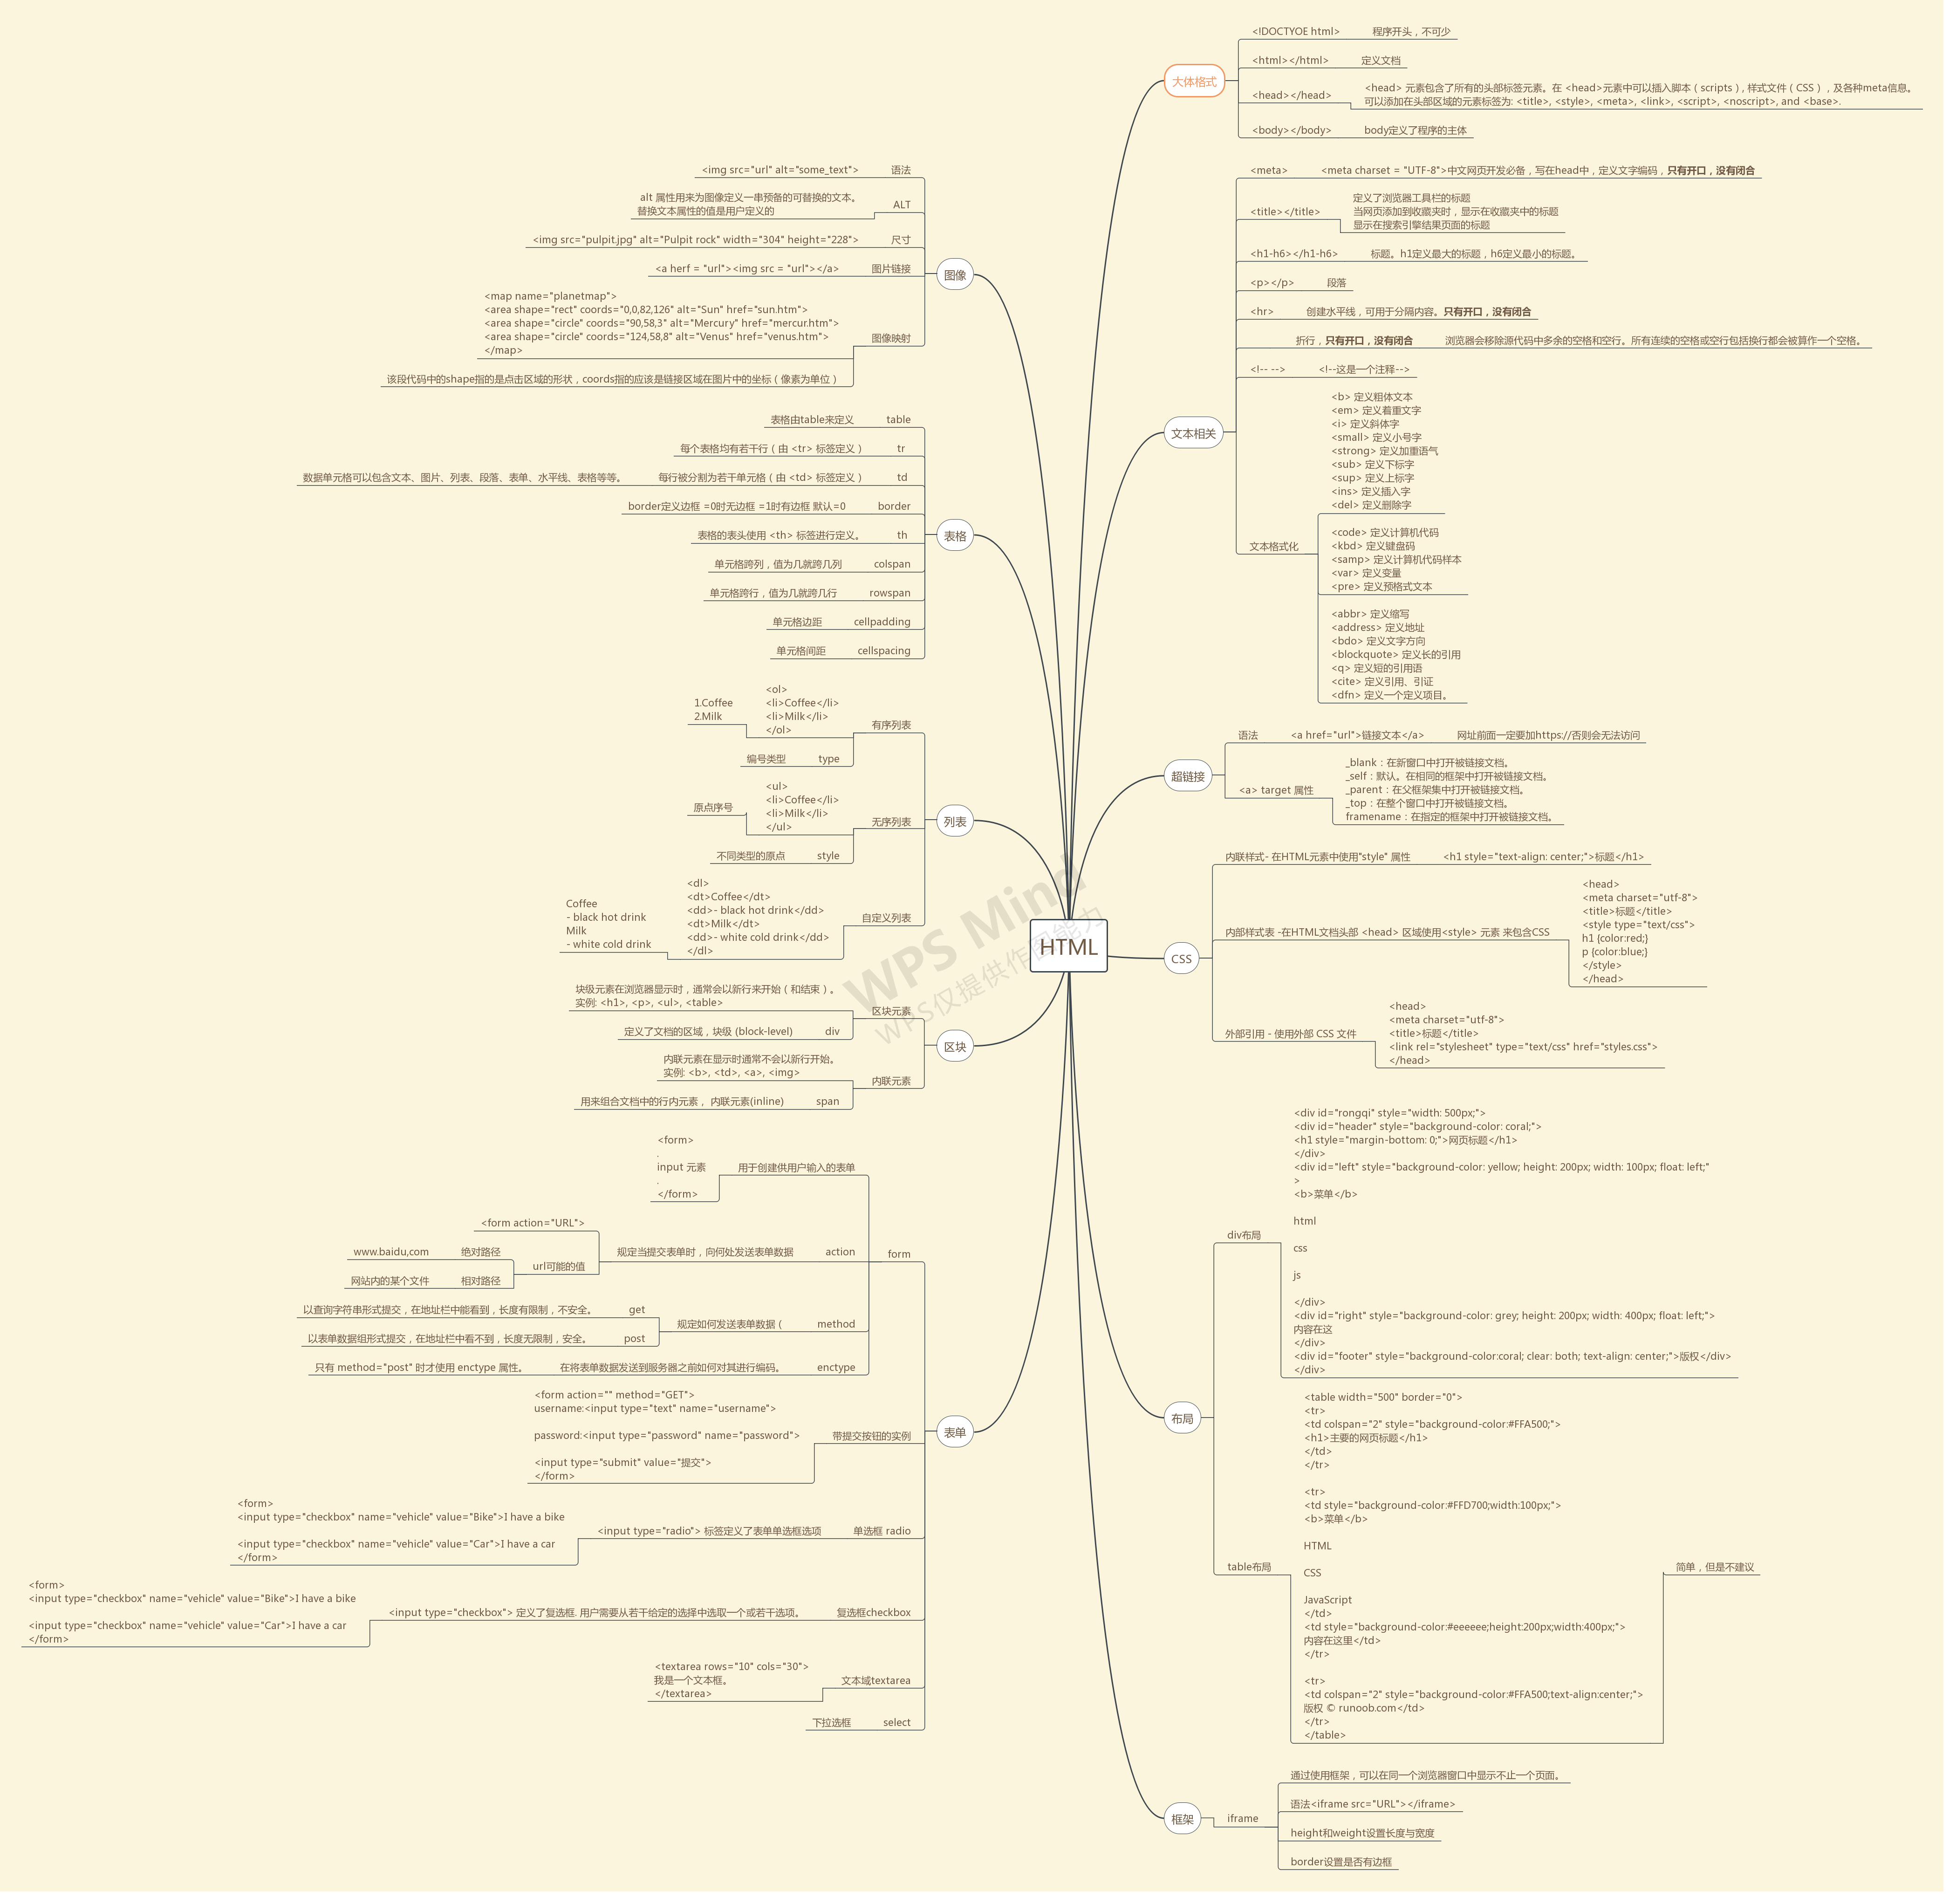 HTML
大体格式
<!DOCTYOE html> 程序开头，不可少
<html></html> 定义文档
<head></head>
<head> 元素包含了所有的头部标签元素。在 <head>元素中可以插入脚本（scripts）, 样式文件（CSS），及各种meta信息。
可以添加在头部区域的元素标签为: <title>, <style>, <meta>, <link>, <script>, <noscript>, and <base>.
<body></body> body定义了程序的主体
文本相关
<meta> <meta charset = "UTF-8">中文网页开发必备，写在head中，定义文字编码，只有开口，没有闭合
<title></title>
定义了浏览器工具栏的标题
当网页添加到收藏夹时，显示在收藏夹中的标题
显示在搜索引擎结果页面的标题
<h1-h6></h1-h6> 标题。h1定义最大的标题，h6定义最小的标题。
<p></p> 段落
<hr> 创建水平线，可用于分隔内容。只有开口，没有闭合
折行，只有开口，没有闭合 浏览器会移除源代码中多余的空格和空行。所有连续的空格或空行包括换行都会被算作一个空格。
<!-- --> <!--这是一个注释-->
文本格式化
<b> 定义粗体文本
<em> 定义着重文字
<i> 定义斜体字
<small> 定义小号字
<strong> 定义加重语气
<sub> 定义下标字
<sup> 定义上标字
<ins> 定义插入字
<del> 定义删除字
<code> 定义计算机代码
<kbd> 定义键盘码
<samp> 定义计算机代码样本
<var> 定义变量
<pre> 定义预格式文本
<abbr> 定义缩写
<address> 定义地址
<bdo> 定义文字方向
<blockquote> 定义长的引用
<q> 定义短的引用语
<cite> 定义引用、引证
<dfn> 定义一个定义项目。
超链接
语法 <a href="url">链接文本</a> 网址前面一定要加https://否则会无法访问
<a> target 属性
_blank：在新窗口中打开被链接文档。
_self：默认。在相同的框架中打开被链接文档。
_parent：在父框架集中打开被链接文档。
_top：在整个窗口中打开被链接文档。
framename：在指定的框架中打开被链接文档。
CSS
内联样式- 在HTML元素中使用"style" 属性 <h1 style="text-align: center;">标题</h1>
内部样式表 -在HTML文档头部 <head> 区域使用<style> 元素 来包含CSS
<head>
<meta charset="utf-8">
<title>标题</title>
<style type="text/css">
h1 {color:red;}
p {color:blue;}
</style>
</head>
外部引用 - 使用外部 CSS 文件
<head>
<meta charset="utf-8">
<title>标题</title>
<link rel="stylesheet" type="text/css" href="styles.css">
</head>
布局
div布局
<div id="rongqi" style="width: 500px;">
<div id="header" style="background-color: coral;">
<h1 style="margin-bottom: 0;">网页标题</h1>
</div>
<div id="left" style="background-color: yellow; height: 200px; width: 100px; float: left;"
>
<b>菜单</b>
html
css
js
</div>
<div id="right" style="background-color: grey; height: 200px; width: 400px; float: left;">
内容在这
</div>
<div id="footer" style="background-color:coral; clear: both; text-align: center;">版权</div>
</div>
table布局
<table width="500" border="0">
<tr>
<td colspan="2" style="background-color:#FFA500;">
<h1>主要的网页标题</h1>
</td>
</tr>
<tr>
<td style="background-color:#FFD700;width:100px;">
<b>菜单</b>
HTML
CSS
JavaScript
</td>
<td style="background-color:#eeeeee;height:200px;width:400px;">
内容在这里</td>
</tr>
<tr>
<td colspan="2" style="background-color:#FFA500;text-align:center;">
版权 © runoob.com</td>
</tr>
</table>
简单，但是不建议
框架
iframe
通过使用框架，可以在同一个浏览器窗口中显示不止一个页面。
语法<iframe src="URL"></iframe>
height和weight设置长度与宽度
border设置是否有边框
图像
<img src="url" alt="some_text"> 语法
alt 属性用来为图像定义一串预备的可替换的文本。
替换文本属性的值是用户定义的
ALT
<img src="pulpit.jpg" alt="Pulpit rock" width="304" height="228"> 尺寸
<a herf = "url"><img src = "url"></a> 图片链接
<map name="planetmap">
<area shape="rect" coords="0,0,82,126" alt="Sun" href="sun.htm">
<area shape="circle" coords="90,58,3" alt="Mercury" href="mercur.htm">
<area shape="circle" coords="124,58,8" alt="Venus" href="venus.htm">
</map>
图像映射
该段代码中的shape指的是点击区域的形状，coords指的应该是链接区域在图片中的坐标（像素为单位）
表格
表格由table来定义 table
每个表格均有若干行（由 <tr> 标签定义） tr
数据单元格可以包含文本、图片、列表、段落、表单、水平线、表格等等。 每行被分割为若干单元格（由 <td> 标签定义） td
border定义边框 =0时无边框 =1时有边框 默认=0 border
表格的表头使用 <th> 标签进行定义。 th
单元格跨列，值为几就跨几列 colspan
单元格跨行，值为几就跨几行 rowspan
单元格边距 cellpadding
单元格间距 cellspacing
列表
有序列表
<ol>
<li>Coffee</li>
<li>Milk</li>
</ol>
1.Coffee
2.Milk
编号类型 type
无序列表
<ul>
<li>Coffee</li>
<li>Milk</li>
</ul>
原点序号
不同类型的原点 style
自定义列表
<dl>
<dt>Coffee</dt>
<dd>- black hot drink</dd>
<dt>Milk</dt>
<dd>- white cold drink</dd>
</dl>
Coffee
- black hot drink
Milk
- white cold drink
区块
区块元素
块级元素在浏览器显示时，通常会以新行来开始（和结束）。
实例: <h1>, <p>, <ul>, <table>
定义了文档的区域，块级 (block-level) div
内联元素
内联元素在显示时通常不会以新行开始。
实例: <b>, <td>, <a>, <img>
用来组合文档中的行内元素， 内联元素(inline) span
表单
form
用于创建供用户输入的表单
<form>
.
input 元素
.
</form>
规定当提交表单时，向何处发送表单数据 action
<form action="URL">
url可能的值
www.baidu,com 绝对路径
网站内的某个文件 相对路径
规定如何发送表单数据（ method
以查询字符串形式提交，在地址栏中能看到，长度有限制，不安全。 get
以表单数据组形式提交，在地址栏中看不到，长度无限制，安全。 post
只有 method="post" 时才使用 enctype 属性。 在将表单数据发送到服务器之前如何对其进行编码。 enctype
带提交按钮的实例
<form action="" method="GET">
username:<input type="text" name="username">
password:<input type="password" name="password">
<input type="submit" value="提交">
</form>
<input type="radio"> 标签定义了表单单选框选项 单选框 radio
<form>
<input type="checkbox" name="vehicle" value="Bike">I have a bike
<input type="checkbox" name="vehicle" value="Car">I have a car
</form>
<input type="checkbox"> 定义了复选框. 用户需要从若干给定的选择中选取一个或若干选项。 复选框checkbox
<form>
<input type="checkbox" name="vehicle" value="Bike">I have a bike
<input type="checkbox" name="vehicle" value="Car">I have a car
</form>
文本域textarea
<textarea rows="10" cols="30">
我是一个文本框。
</textarea>
下拉选框 select
WPS Mind
WPS仅提供作图能力